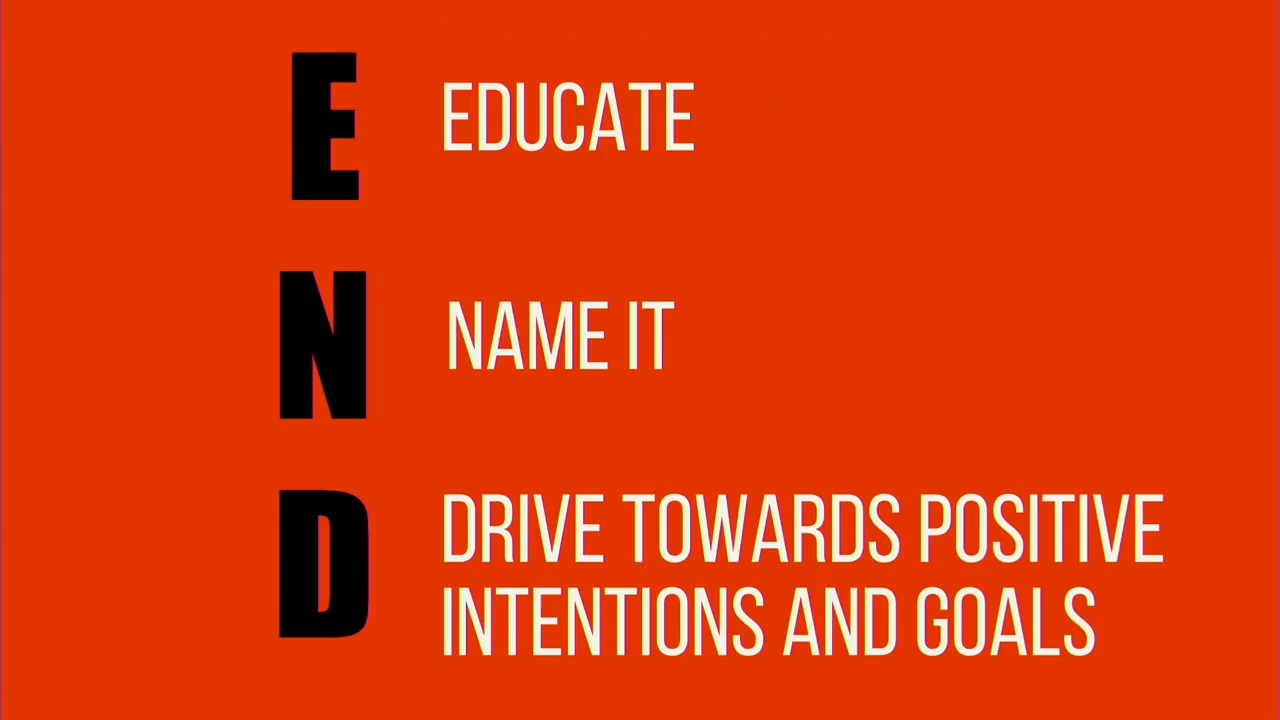 E EDUCATE
N NAME IT
D DRIVE TOWARDS POSITIVE
INTENTIONS AND GOALS